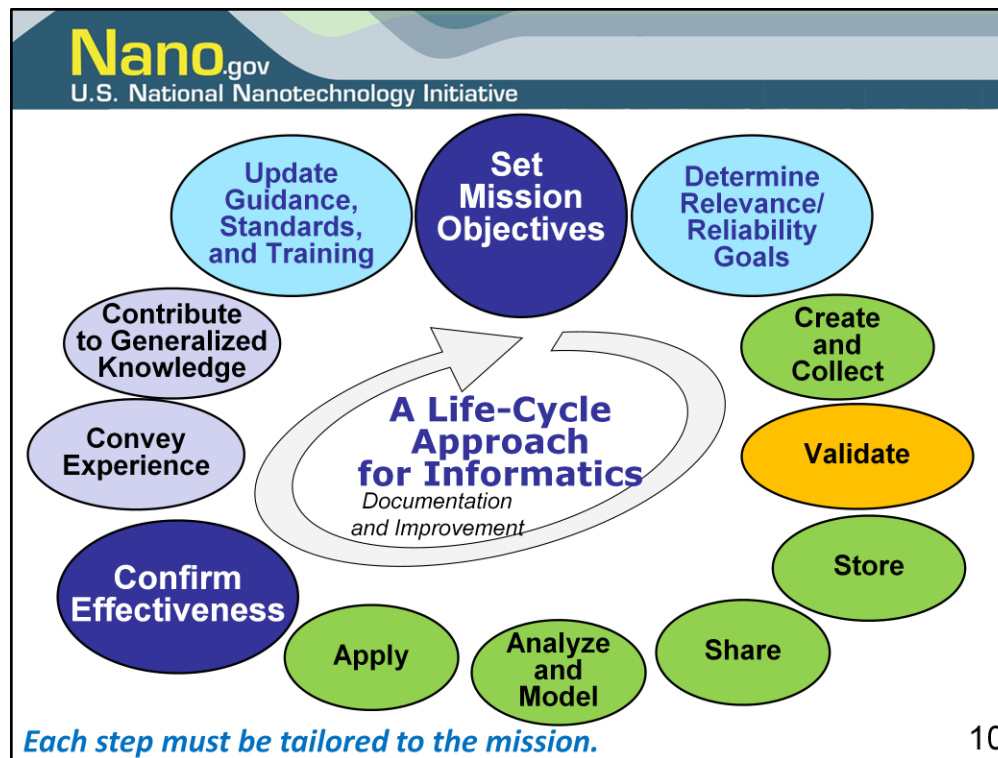 Nano.gov
U.S. National Nanotechnology Initiative
Set
Mission
Objectives
Determine
Relevance/
Reliability
Goals
Create
and
Collect
Validate
Store
Share
Analyze
and
Model
Apply
Confirm
Effectiveness
Convey
Experience
Contribute
to Generalized
Knowledge
Update
Guidance,
Standards,
and Training
A Life-Cycle
Approach
for Informatics
Documentation
and Improvement
Each step must be tailored to the mission.
10